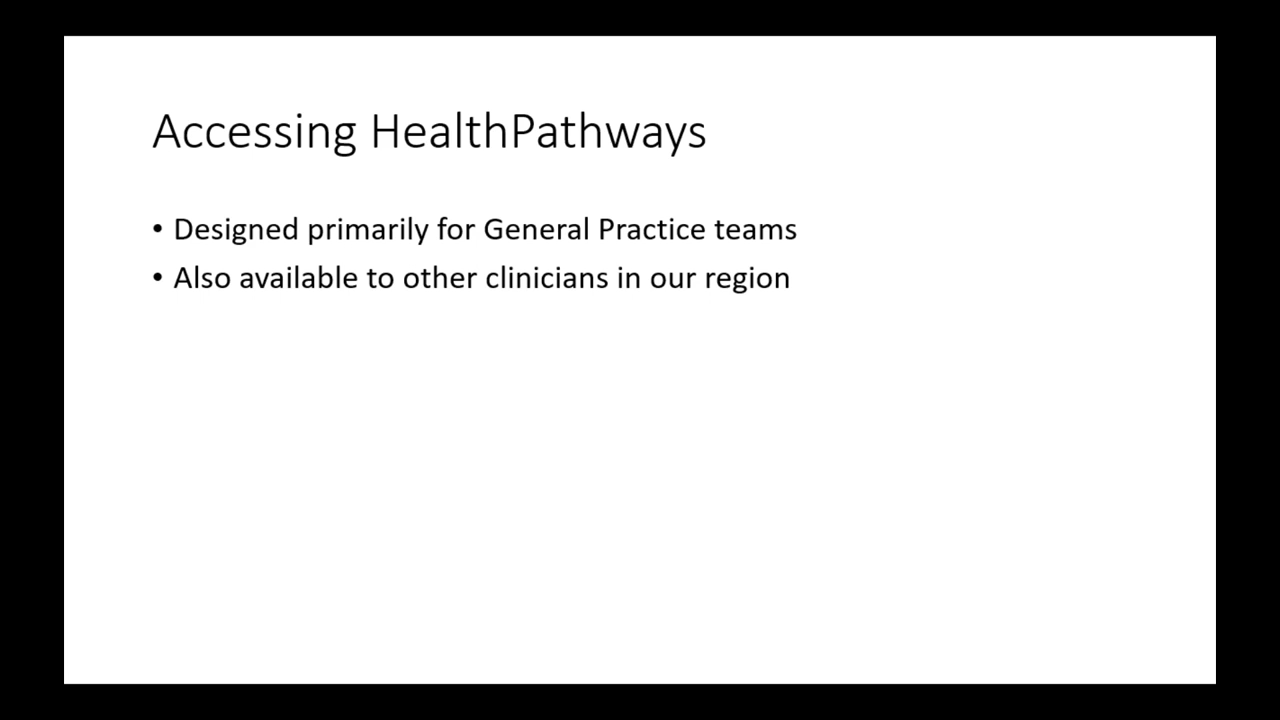 Accessing HealthPathways
• Designed primarily for General Practice teams
• Also available to other clinicians in our region